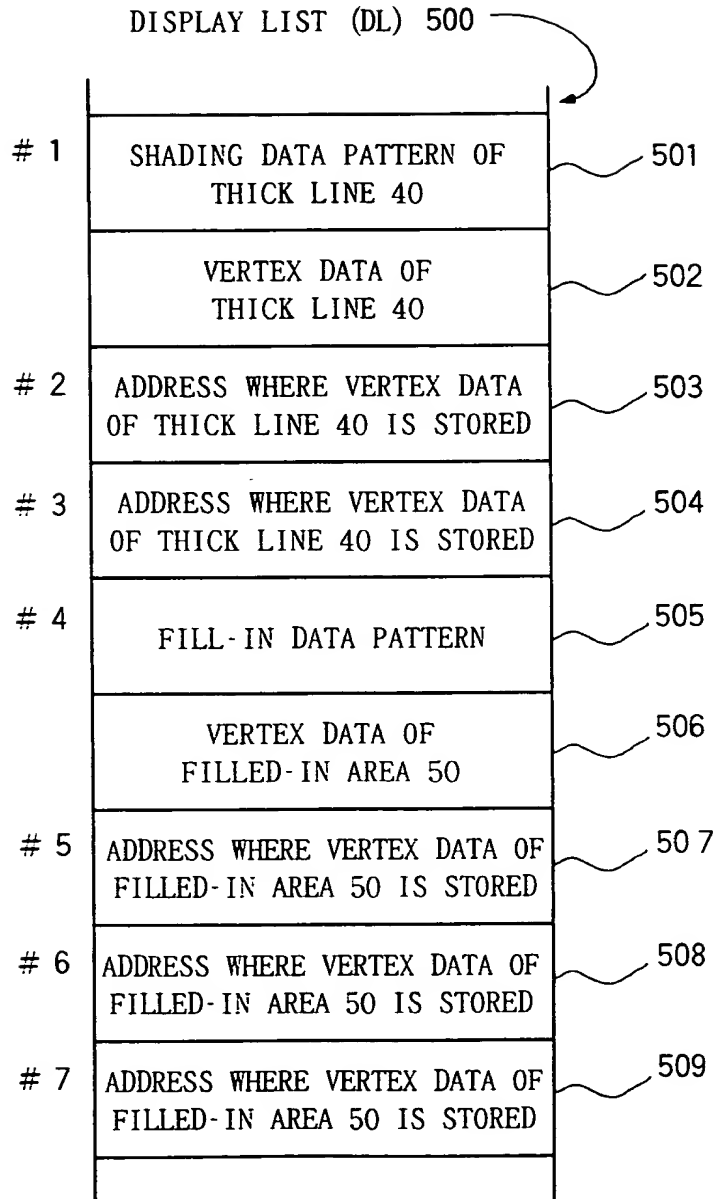 DISPLAY LIST (DL) 500
# 1
SHADING DATA PATTERN OF
THICK LINE 40
501
VERTEX DATA OF
THICK LINE 40
502
# 2
ADDRESS WHERE VERTEX DATA
OF THICK LINE 40 IS STORED
503
# 3
ADDRESS WHERE VERTEX DATA
OF THICK LINE 40 IS STORED
504
# 4
FILL-IN DATA PATTERN
505
VERTEX DATA OF
FILLED-IN AREA 50
506
# 5
ADDRESS WHERE VERTEX DATA OF
FILLED-IN AREA 50 IS STORED
507
# 6
ADDRESS WHERE VERTEX DATA OF
FILLED-IN AREA 50 IS STORED
508
# 7
ADDRESS WHERE VERTEX DATA OF
FILLED-IN AREA 50 IS STORED
509